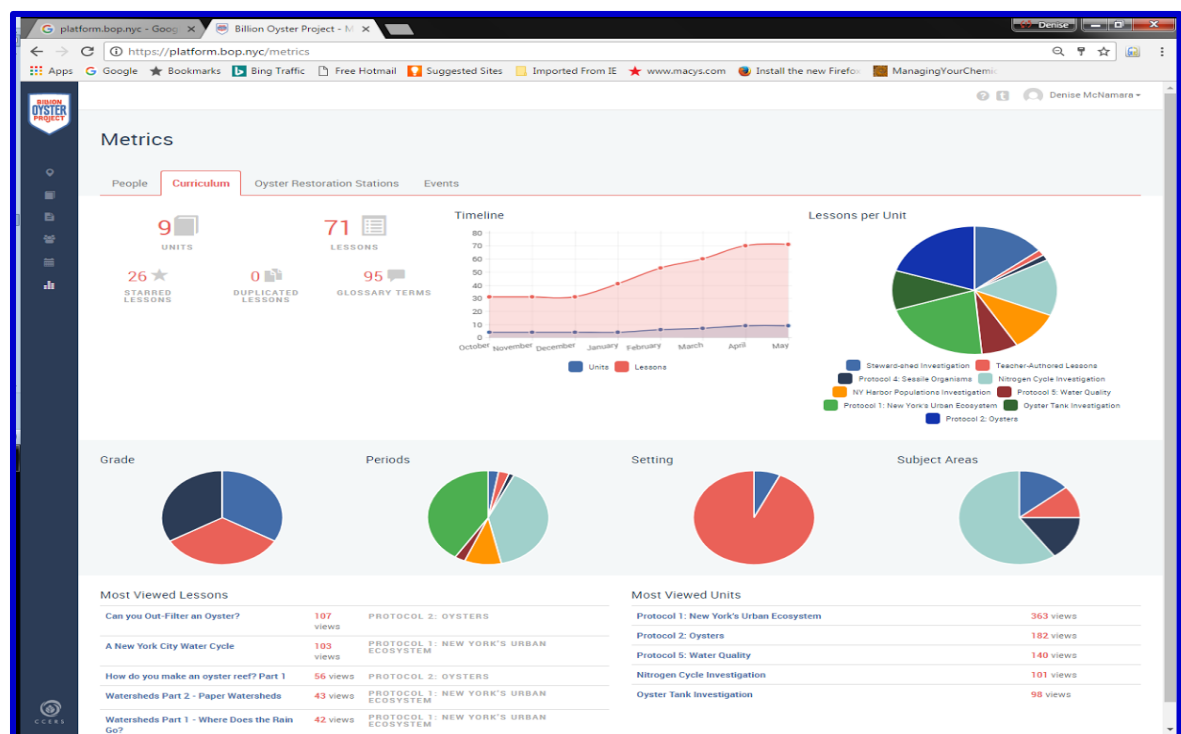 platform.bop.nyc - Goog
Billion Oyster Project - M
Denise
https://platform.bop.nyc/metrics
Apps Google Bookmarks Bing Traffic Free Hotmail Suggested Sites Imported From IE www.macys.com Install the new Firefox ManagingYourChemic
BILLION
OYSTER
PROJECT
Denise McNamara
Metrics
People Curriculum Oyster Restoration Stations Events
9
UNITS
71
LESSONS
26
STARRED
LESSONS
0
DUPLICATED
LESSONS
95
GLOSSARY TERMS
Timeline
80
70
60
50
40
30
20
10
0
October November December January February March April May
Units Lessons
Lessons per Unit
Steward-ahed Investigation Teacher-Authored Lessons
Protocol 4: Sessile Organisms Nitrogen Cycle Investigation
NY Harbor Populations Investigation Protocol 5: Water Quality
Protocol 1: New York's Urban Ecosystem Oyster Tank Investigation
Protocol 2: Oysters
Grade
Periods
Setting
Subject Areas
Most Viewed Lessons
Can you Out-Filter an Oyster? 107 views PROTOCOL 2: OYSTERS
A New York City Water Cycle 103 views PROTOCOL 1: NEW YORK'S URBAN ECOSYSTEM
How do you make an oyster reef? Part 1 56 views PROTOCOL 2: OYSTERS
Watersheds Part 2 - Paper Watersheds 43 views PROTOCOL 1: NEW YORK'S URBAN ECOSYSTEM
Watersheds Part 1 - Where Does the Rain Go? 42 views PROTOCOL 1: NEW YORK'S URBAN ECOSYSTEM
Most Viewed Units
Protocol 1: New York's Urban Ecosystem 363 views
Protocol 2: Oysters 182 views
Protocol 5: Water Quality 140 views
Nitrogen Cycle Investigation 101 views
Oyster Tank Investigation 98 views
CCERS